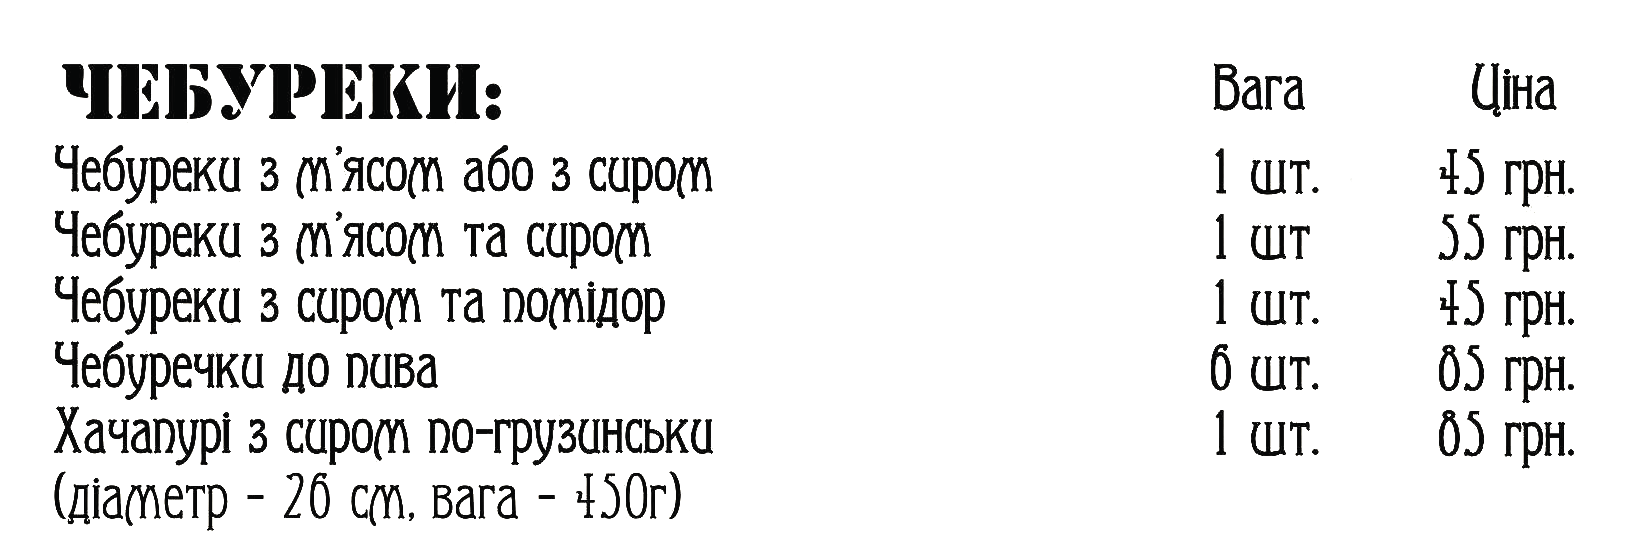 ЧЕБУРЕКИ: Вага Ціна
Чебуреки з м'ясом або з сиром 1 шт. 45 грн.
Чебуреки з м'ясом та сиром 1 шт 55 грн.
Чебуреки з сиром та помідор 1 шт. 45 грн.
Чебуречки до пива 6 шт. 85 грн.
Хачапурі з сиром по-грузинськи 1 шт. 85 грн.
(діаметр - 26 см, вага - 450г)